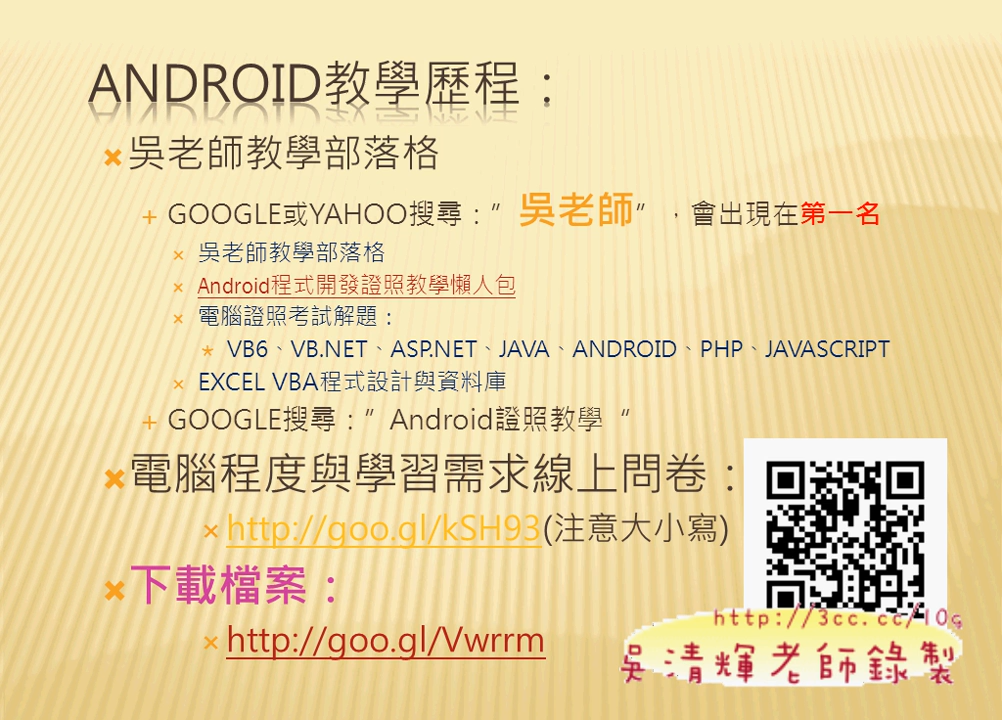 ANDROID教學歷程：
吳老師教學部落格
GOOGLE或YAHOO搜尋：”吳老師”，會出現在第一名
吳老師教學部落格
Android程式開發證照教學懶人包
電腦證照考試解題：
VB6、VB.NET、ASP.NET、JAVA、ANDROID、PHP、JAVASCRIPT
EXCEL VBA程式設計與資料庫
GOOGLE搜尋：”Android證照教學“
電腦程度與學習需求線上問卷：
http://goo.gl/kSH93(注意大小寫)
下載檔案：
http://goo.gl/Vwrrm
吳清輝老師錄製